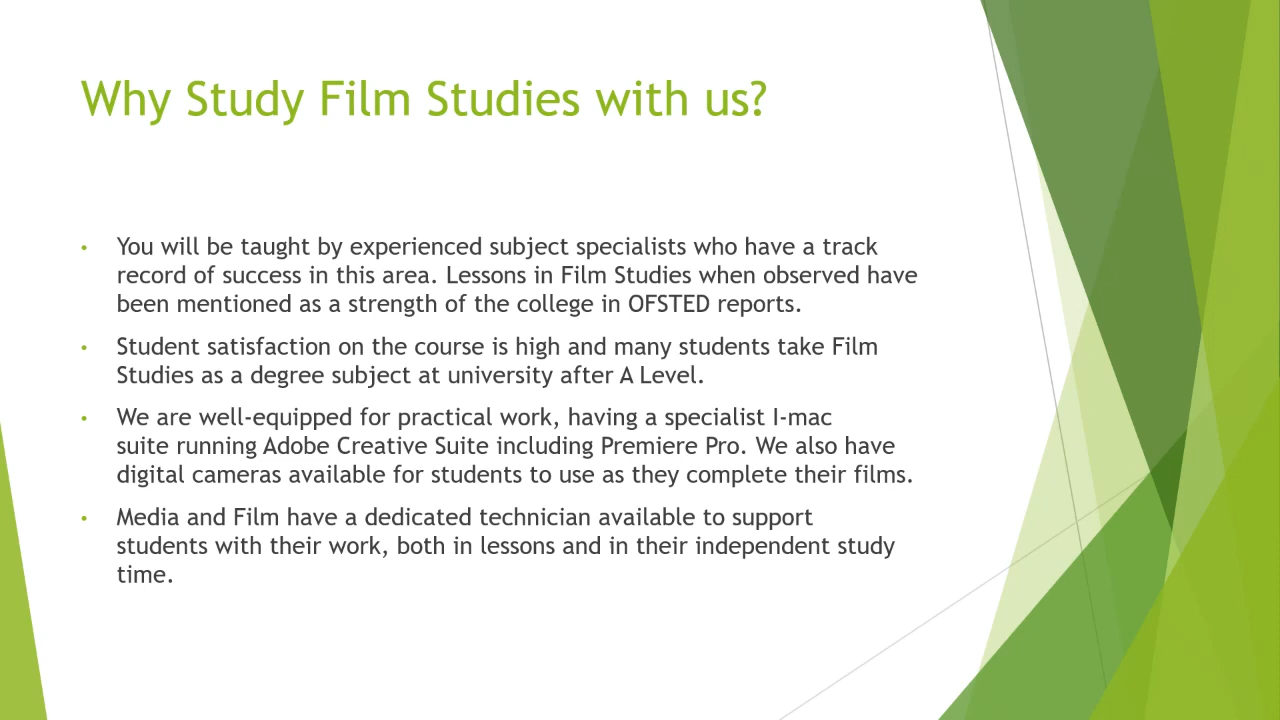 Why Study Film Studies with us?
• You will be taught by experienced subject specialists who have a track
record of success in this area. Lessons in Film Studies when observed have
been mentioned as a strength of the college in OFSTED reports.
• Student satisfaction on the course is high and many students take Film
Studies as a degree subject at university after A Level.
• We are well-equipped for practical work, having a specialist I-mac
suite running Adobe Creative Suite including Premiere Pro. We also have
digital cameras available for students to use as they complete their films.
• Media and Film have a dedicated technician available to support
students with their work, both in lessons and in their independent study
time.